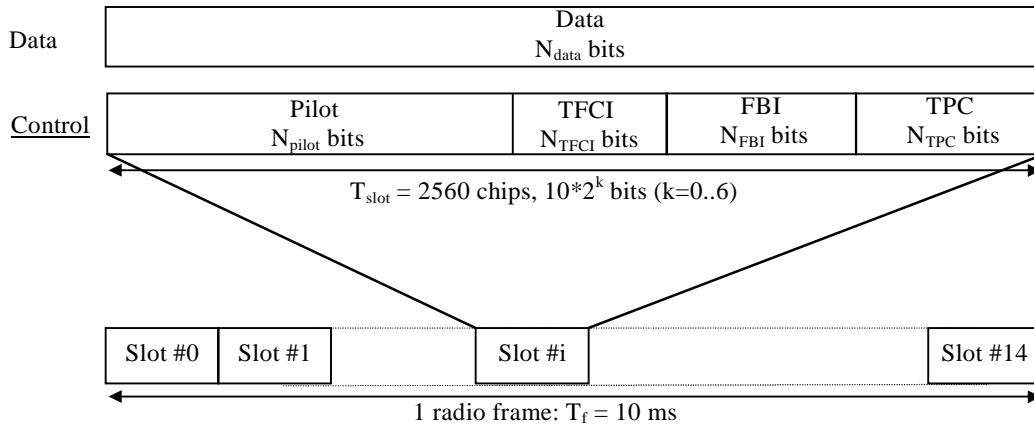 Data
Data
N_data bits
Control
Pilot
N_pilot bits
TFCI
N_TFCI bits
FBI
N_FBI bits
TPC
N_TPC bits
T_slot = 2560 chips, 10*2^k bits (k=0..6)
Slot #0
Slot #1
Slot #i
Slot #14
1 radio frame: T_f = 10 ms